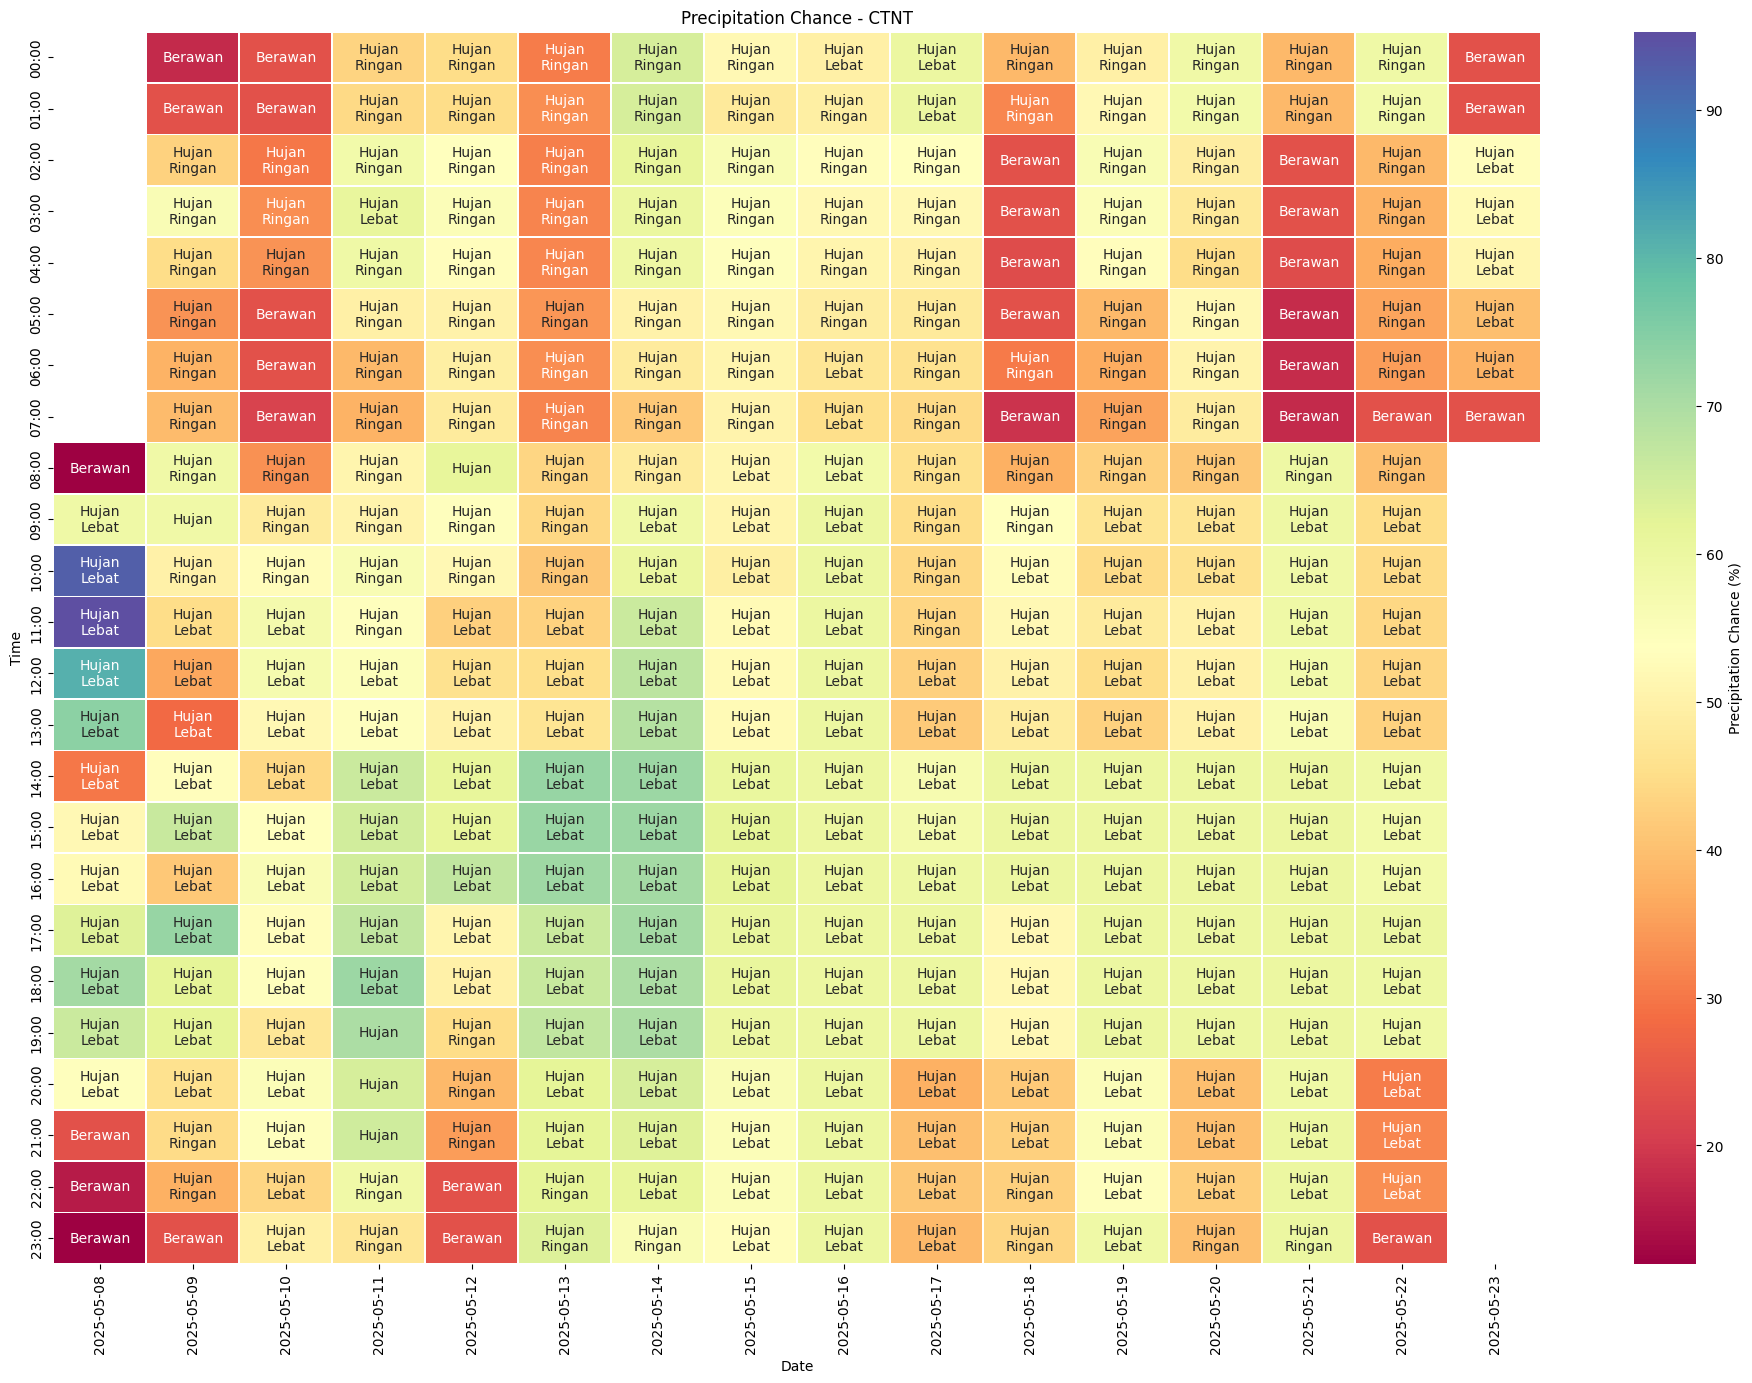 Precipitation Chance - CTNT
00:00 Berawan Berawan Hujan Ringan Hujan Ringan Hujan Ringan Hujan Ringan Hujan Ringan Hujan Lebat Hujan Lebat Hujan Ringan Hujan Ringan Hujan Ringan Hujan Ringan Hujan Ringan Berawan
01:00 Berawan Berawan Hujan Ringan Hujan Ringan Hujan Ringan Hujan Ringan Hujan Ringan Hujan Ringan Hujan Lebat Hujan Ringan Hujan Ringan Hujan Ringan Hujan Ringan Hujan Ringan Berawan
02:00 Hujan Ringan Hujan Ringan Hujan Ringan Hujan Ringan Hujan Ringan Hujan Ringan Hujan Ringan Hujan Ringan Hujan Ringan Berawan Hujan Ringan Hujan Ringan Berawan Hujan Ringan Hujan Lebat
03:00 Hujan Ringan Hujan Ringan Hujan Lebat Hujan Ringan Hujan Ringan Hujan Ringan Hujan Ringan Hujan Ringan Hujan Ringan Berawan Hujan Ringan Hujan Ringan Berawan Hujan Ringan Hujan Lebat
04:00 Hujan Ringan Hujan Ringan Hujan Ringan Hujan Ringan Hujan Ringan Hujan Ringan Hujan Ringan Hujan Ringan Hujan Ringan Berawan Hujan Ringan Hujan Ringan Berawan Hujan Ringan Hujan Lebat
05:00 Hujan Ringan Berawan Hujan Ringan Hujan Ringan Hujan Ringan Hujan Ringan Hujan Ringan Hujan Ringan Hujan Ringan Berawan Hujan Ringan Hujan Ringan Berawan Hujan Ringan Hujan Lebat
06:00 Hujan Ringan Berawan Hujan Ringan Hujan Ringan Hujan Ringan Hujan Ringan Hujan Ringan Hujan Lebat Hujan Ringan Hujan Ringan Hujan Ringan Hujan Ringan Berawan Hujan Ringan Hujan Lebat
07:00 Hujan Ringan Berawan Hujan Ringan Hujan Ringan Hujan Ringan Hujan Ringan Hujan Ringan Hujan Lebat Hujan Ringan Berawan Hujan Ringan Hujan Ringan Berawan Berawan Berawan
08:00 Berawan Hujan Ringan Hujan Ringan Hujan Ringan Hujan Hujan Ringan Hujan Ringan Hujan Lebat Hujan Lebat Hujan Ringan Hujan Ringan Hujan Ringan Hujan Ringan Hujan Ringan Hujan Ringan
09:00 Hujan Lebat Hujan Hujan Ringan Hujan Ringan Hujan Ringan Hujan Ringan Hujan Lebat Hujan Lebat Hujan Lebat Hujan Ringan Hujan Ringan Hujan Lebat Hujan Lebat Hujan Lebat Hujan Lebat
10:00 Hujan Lebat Hujan Ringan Hujan Ringan Hujan Ringan Hujan Ringan Hujan Ringan Hujan Lebat Hujan Lebat Hujan Lebat Hujan Ringan Hujan Lebat Hujan Lebat Hujan Lebat Hujan Lebat Hujan Lebat
11:00 Hujan Lebat Hujan Lebat Hujan Lebat Hujan Ringan Hujan Lebat Hujan Lebat Hujan Lebat Hujan Lebat Hujan Lebat Hujan Ringan Hujan Lebat Hujan Lebat Hujan Lebat Hujan Lebat Hujan Lebat
12:00 Hujan Lebat Hujan Lebat Hujan Lebat Hujan Lebat Hujan Lebat Hujan Lebat Hujan Lebat Hujan Lebat Hujan Lebat Hujan Lebat Hujan Lebat Hujan Lebat Hujan Lebat Hujan Lebat Hujan Lebat
13:00 Hujan Lebat Hujan Lebat Hujan Lebat Hujan Lebat Hujan Lebat Hujan Lebat Hujan Lebat Hujan Lebat Hujan Lebat Hujan Lebat Hujan Lebat Hujan Lebat Hujan Lebat Hujan Lebat Hujan Lebat
14:00 Hujan Lebat Hujan Lebat Hujan Lebat Hujan Lebat Hujan Lebat Hujan Lebat Hujan Lebat Hujan Lebat Hujan Lebat Hujan Lebat Hujan Lebat Hujan Lebat Hujan Lebat Hujan Lebat Hujan Lebat
15:00 Hujan Lebat Hujan Lebat Hujan Lebat Hujan Lebat Hujan Lebat Hujan Lebat Hujan Lebat Hujan Lebat Hujan Lebat Hujan Lebat Hujan Lebat Hujan Lebat Hujan Lebat Hujan Lebat Hujan Lebat
16:00 Hujan Lebat Hujan Lebat Hujan Lebat Hujan Lebat Hujan Lebat Hujan Lebat Hujan Lebat Hujan Lebat Hujan Lebat Hujan Lebat Hujan Lebat Hujan Lebat Hujan Lebat Hujan Lebat Hujan Lebat
17:00 Hujan Lebat Hujan Lebat Hujan Lebat Hujan Lebat Hujan Lebat Hujan Lebat Hujan Lebat Hujan Lebat Hujan Lebat Hujan Lebat Hujan Lebat Hujan Lebat Hujan Lebat Hujan Lebat Hujan Lebat
18:00 Hujan Lebat Hujan Lebat Hujan Lebat Hujan Lebat Hujan Lebat Hujan Lebat Hujan Lebat Hujan Lebat Hujan Lebat Hujan Lebat Hujan Lebat Hujan Lebat Hujan Lebat Hujan Lebat Hujan Lebat
19:00 Hujan Lebat Hujan Lebat Hujan Lebat Hujan Hujan Ringan Hujan Lebat Hujan Lebat Hujan Lebat Hujan Lebat Hujan Lebat Hujan Lebat Hujan Lebat Hujan Lebat Hujan Lebat Hujan Lebat
20:00 Hujan Lebat Hujan Lebat Hujan Lebat Hujan Hujan Ringan Hujan Lebat Hujan Lebat Hujan Lebat Hujan Lebat Hujan Lebat Hujan Lebat Hujan Lebat Hujan Lebat Hujan Lebat Hujan Lebat
21:00 Berawan Hujan Ringan Hujan Lebat Hujan Hujan Ringan Hujan Lebat Hujan Lebat Hujan Lebat Hujan Lebat Hujan Lebat Hujan Lebat Hujan Lebat Hujan Lebat Hujan Lebat Hujan Lebat
22:00 Berawan Hujan Ringan Hujan Lebat Hujan Ringan Berawan Hujan Ringan Hujan Lebat Hujan Lebat Hujan Lebat Hujan Lebat Hujan Ringan Hujan Lebat Hujan Lebat Hujan Lebat Hujan Lebat
23:00 Berawan Berawan Hujan Lebat Hujan Ringan Berawan Hujan Ringan Hujan Ringan Hujan Lebat Hujan Lebat Hujan Lebat Hujan Ringan Hujan Lebat Hujan Ringan Hujan Ringan Berawan
Time
2025-05-08 2025-05-09 2025-05-10 2025-05-11 2025-05-12 2025-05-13 2025-05-14 2025-05-15 2025-05-16 2025-05-17 2025-05-18 2025-05-19 2025-05-20 2025-05-21 2025-05-22 2025-05-23
Date
90
80
70
60
50
40
30
20
Precipitation Chance (%)